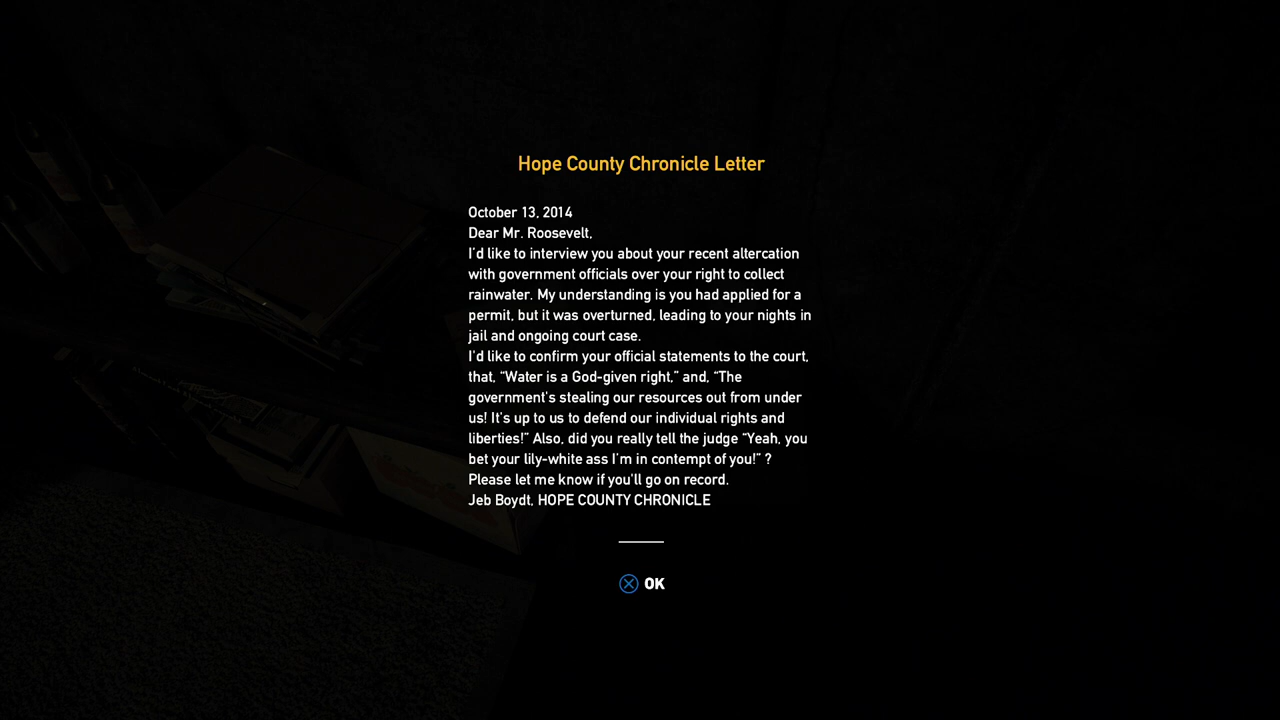 Hope County Chronicle Letter
October 13, 2014
Dear Mr. Roosevelt,
I'd like to interview you about your recent altercation
with government officials over your right to collect
rainwater. My understanding is you had applied for a
permit, but it was overturned, leading to your nights in
jail and ongoing court case.
I'd like to confirm your official statements to the court,
that, “Water is a God-given right,” and, “The
government's stealing our resources out from under
us! It's up to us to defend our individual rights and
liberties!” Also, did you really tell the judge “Yeah, you
bet your lily-white ass I'm in contempt of you!” ?
Please let me know if you'll go on record.
Jeb Boydt, HOPE COUNTY CHRONICLE
OK